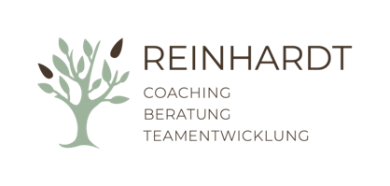 REINHARDT
COACHING
BERATUNG
TEAMENTWICKLUNG